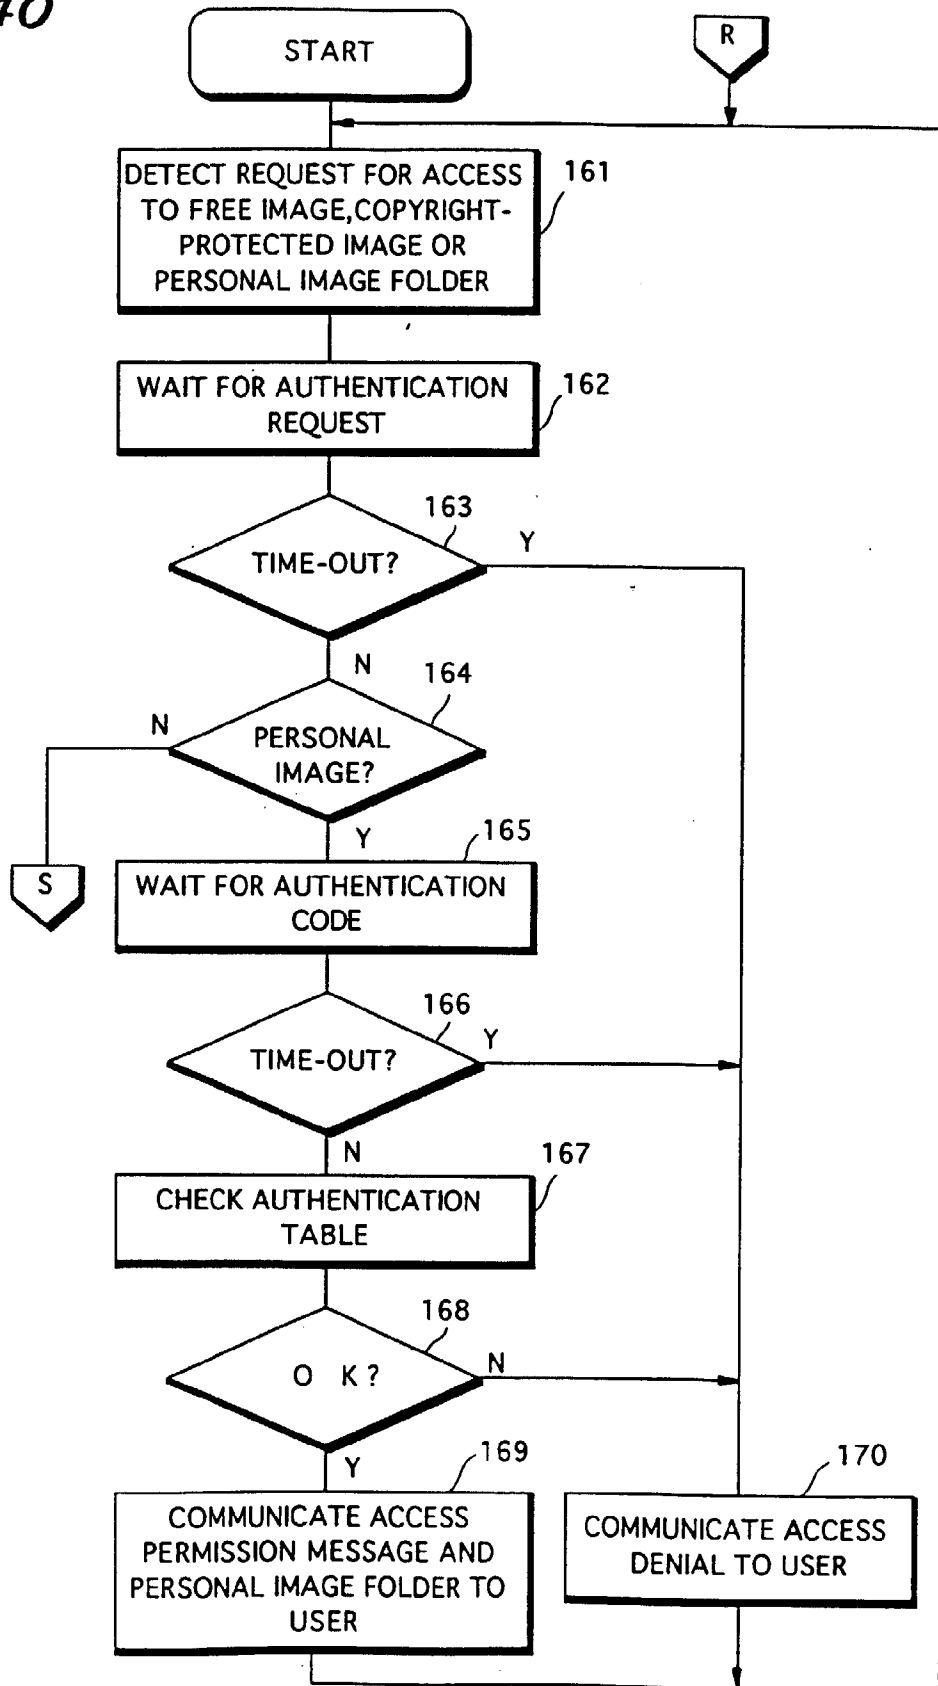 40
START
R
DETECT REQUEST FOR ACCESS
TO FREE IMAGE,COPYRIGHT-
PROTECTED IMAGE OR
PERSONAL IMAGE FOLDER
161
WAIT FOR AUTHENTICATION
REQUEST
162
163
TIME-OUT?
Y
N
164
N
PERSONAL
IMAGE?
Y
165
S
WAIT FOR AUTHENTICATION
CODE
166
TIME-OUT?
Y
N
167
CHECK AUTHENTICATION
TABLE
168
O K?
N
Y
169
COMMUNICATE ACCESS
PERMISSION MESSAGE AND
PERSONAL IMAGE FOLDER TO
USER
170
COMMUNICATE ACCESS
DENIAL TO USER